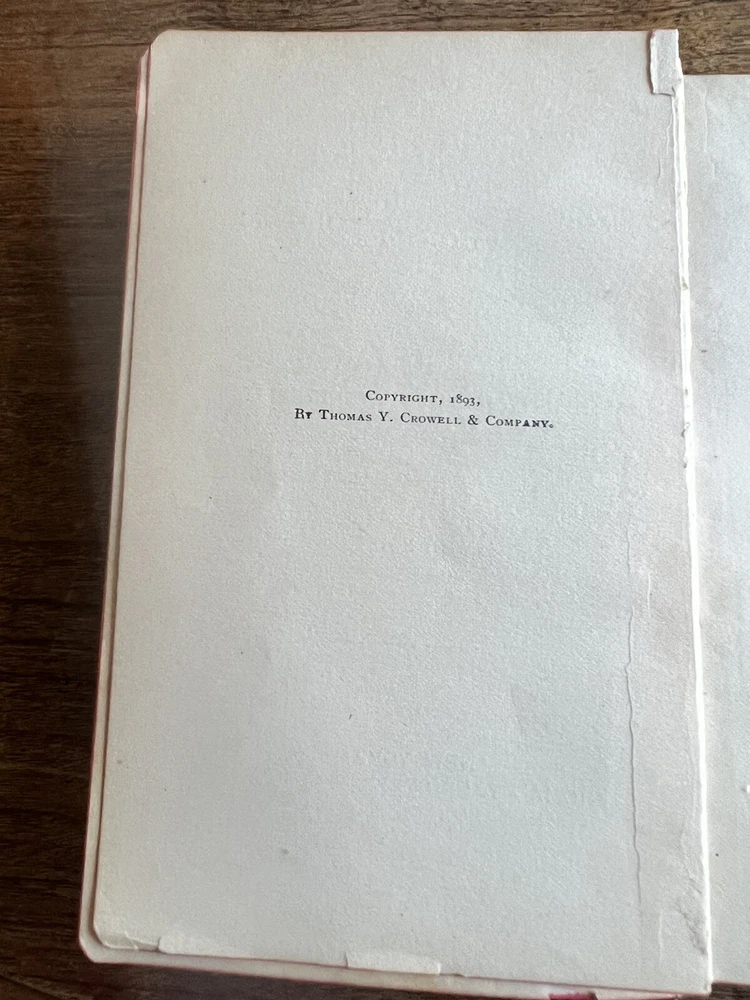 Copyright, 1893,
By Thomas Y. Crowell & Company.